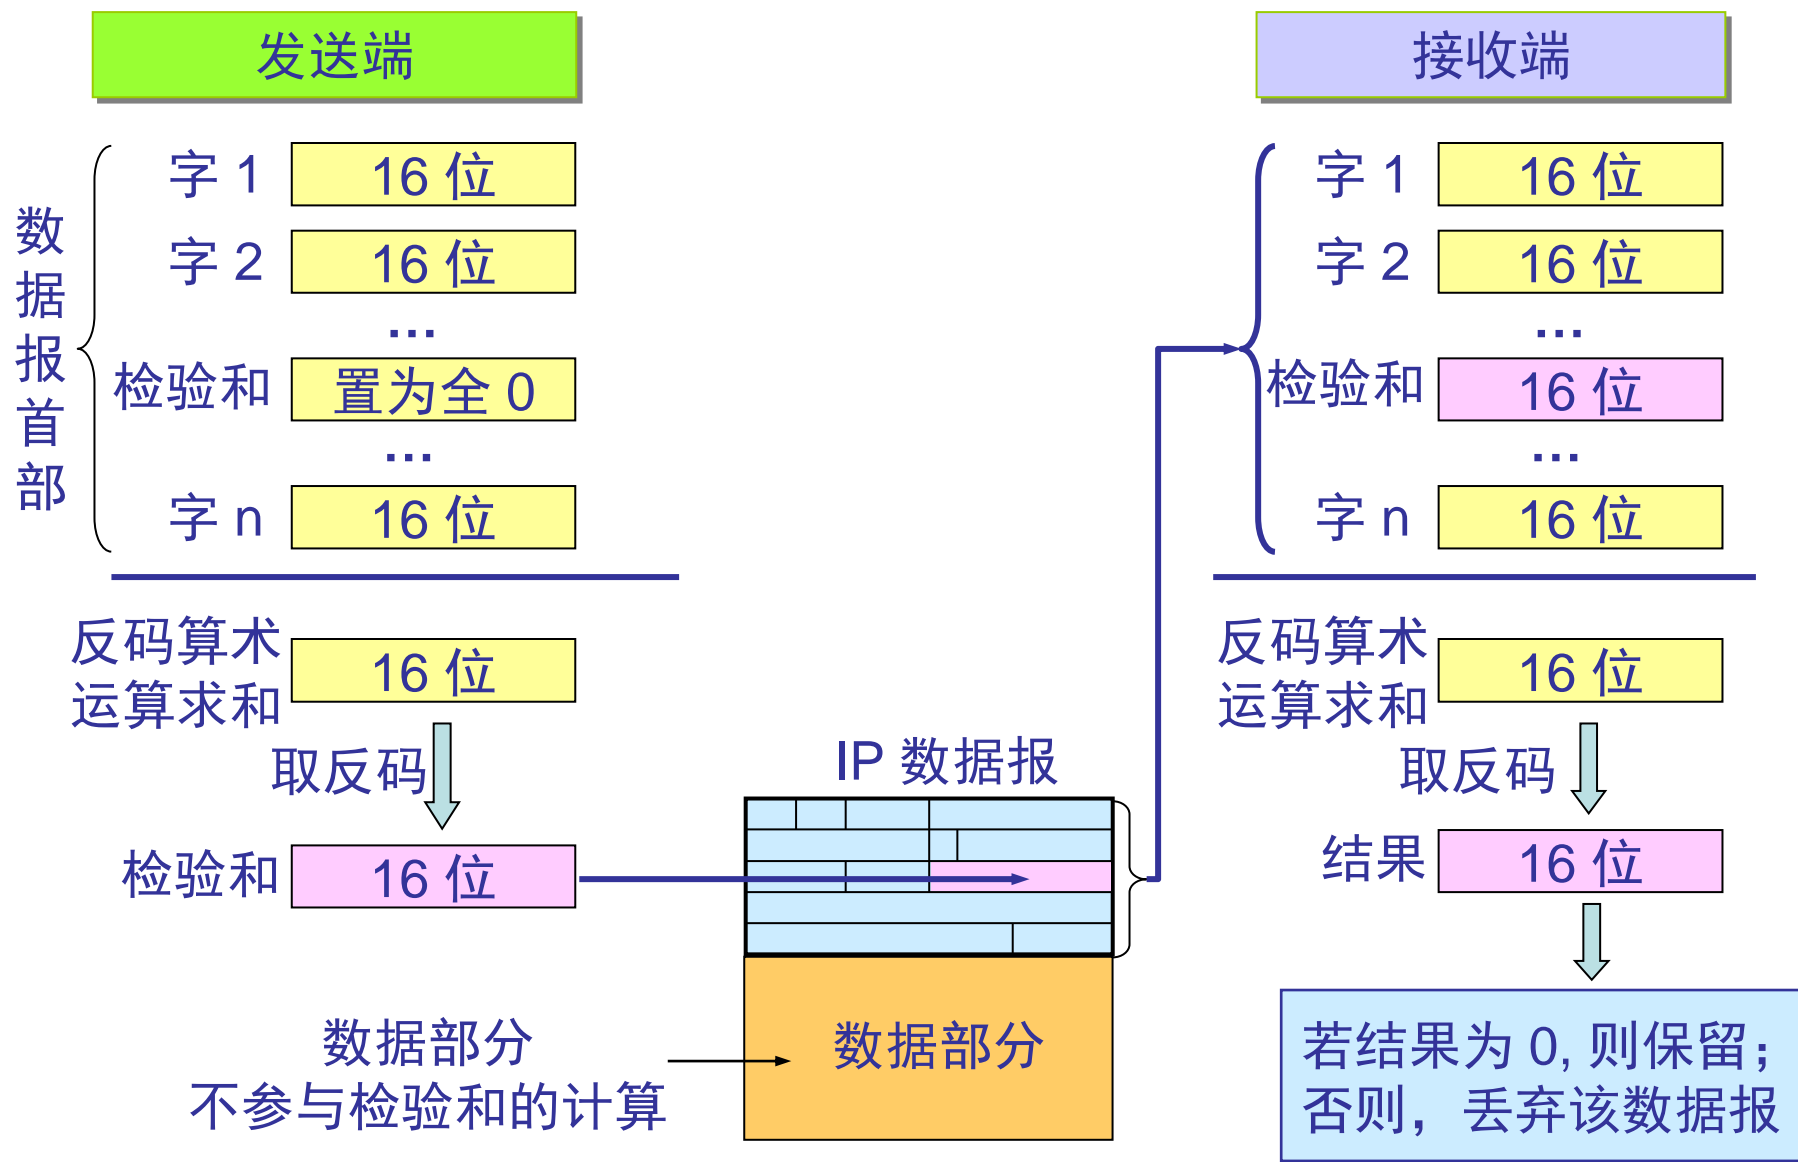 发送端
数据报首部
字 1
16 位
字 2
16 位
…
检验和
置为全 0
…
字 n
16 位
反码算术
运算求和
16 位
取反码
检验和
16 位
数据部分
不参与检验和的计算
IP 数据报
数据部分
接收端
字 1
16 位
字 2
16 位
…
检验和
16 位
…
字 n
16 位
反码算术
运算求和
16 位
取反码
结果
16 位
若结果为 0, 则保留;
否则，丢弃该数据报